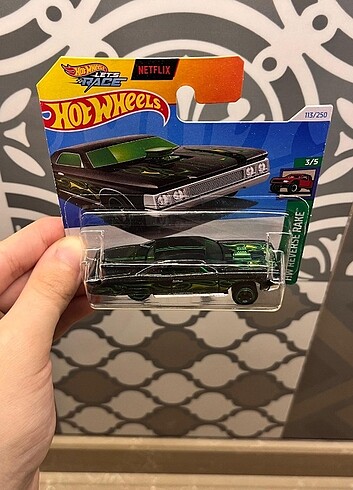 HOT WHEELS
LET'S
RACE
NETFLIX
HOT WHEELS
113/250
3/5
HW REVERSE RAKE